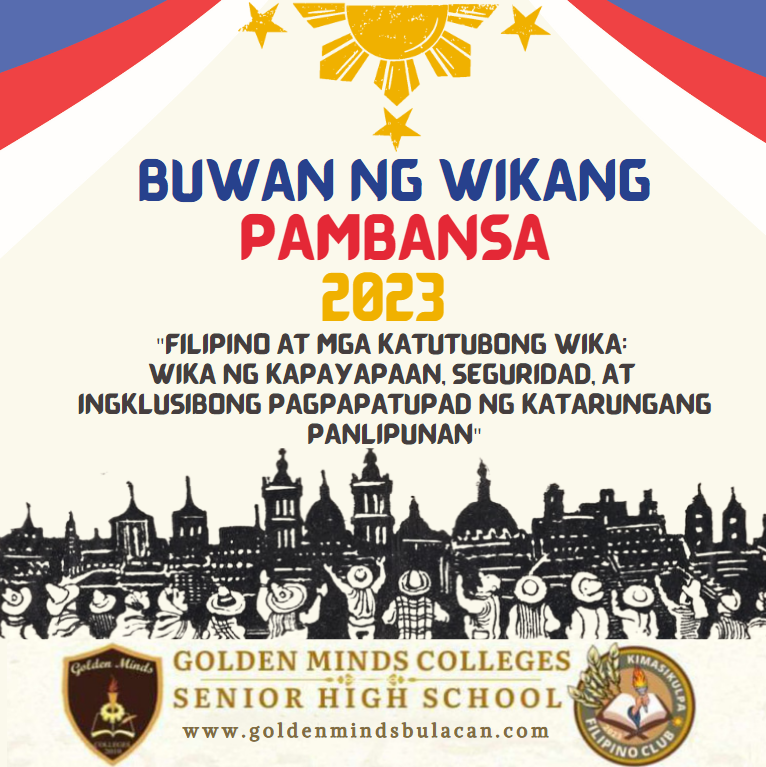 BUWAN NG WIKANG
PAMBANSA
2023
"FILIPINO AT MGA KATUTUBONG WIKA:
WIKA NG KAPAYAPAAN, SEGURIDAD, AT
INGKLUSIBONG PAGPAPATUPAD NG KATARUNGANG
PANLIPUNAN"
Golden Minds
COLLEGES
GOLDEN MINDS COLLEGES
SENIOR HIGH SCHOOL
www.goldenmindsbulacan.com
KIMASIKULPA
FILIPINO CLUB